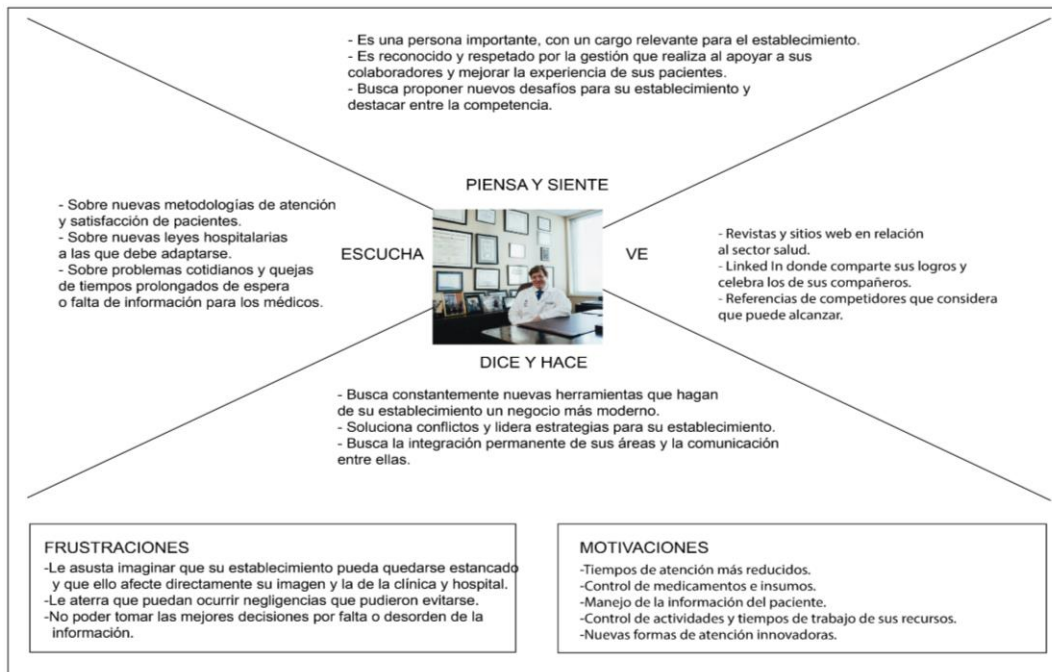 - Es una persona importante, con un cargo relevante para el establecimiento.
- Es reconocido y respetado por la gestión que realiza al apoyar a sus
colaboradores y mejorar la experiencia de sus pacientes.
- Busca proponer nuevos desafíos para su establecimiento y
destacar entre la competencia.
PIENSA Y SIENTE
- Sobre nuevas metodologías de atención
y satisfacción de pacientes.
- Sobre nuevas leyes hospitalarias
a las que debe adaptarse.
- Sobre problemas cotidianos y quejas
de tiempos prolongados de espera
o falta de información para los médicos.
ESCUCHA
VE
- Revistas y sitios web en relación
al sector salud.
- Linked In donde comparte sus logros y
celebra los de sus compañeros.
- Referencias de competidores que considera
que puede alcanzar.
DICE Y HACE
- Busca constantemente nuevas herramientas que hagan
de su establecimiento un negocio más moderno.
- Soluciona conflictos y lidera estrategias para su establecimiento.
- Busca la integración permanente de sus áreas y la comunicación
entre ellas.
FRUSTRACIONES
-Le asusta imaginar que su establecimiento pueda quedarse estancado
y que ello afecte directamente su imagen y la de la clínica y hospital.
-Le aterra que puedan ocurrir negligencias que pudieron evitarse.
-No poder tomar las mejores decisiones por falta o desorden de la
información.
MOTIVACIONES
-Tiempos de atención más reducidos.
-Control de medicamentos e insumos.
-Manejo de la información del paciente.
-Control de actividades y tiempos de trabajo de sus recursos.
-Nuevas formas de atención innovadoras.